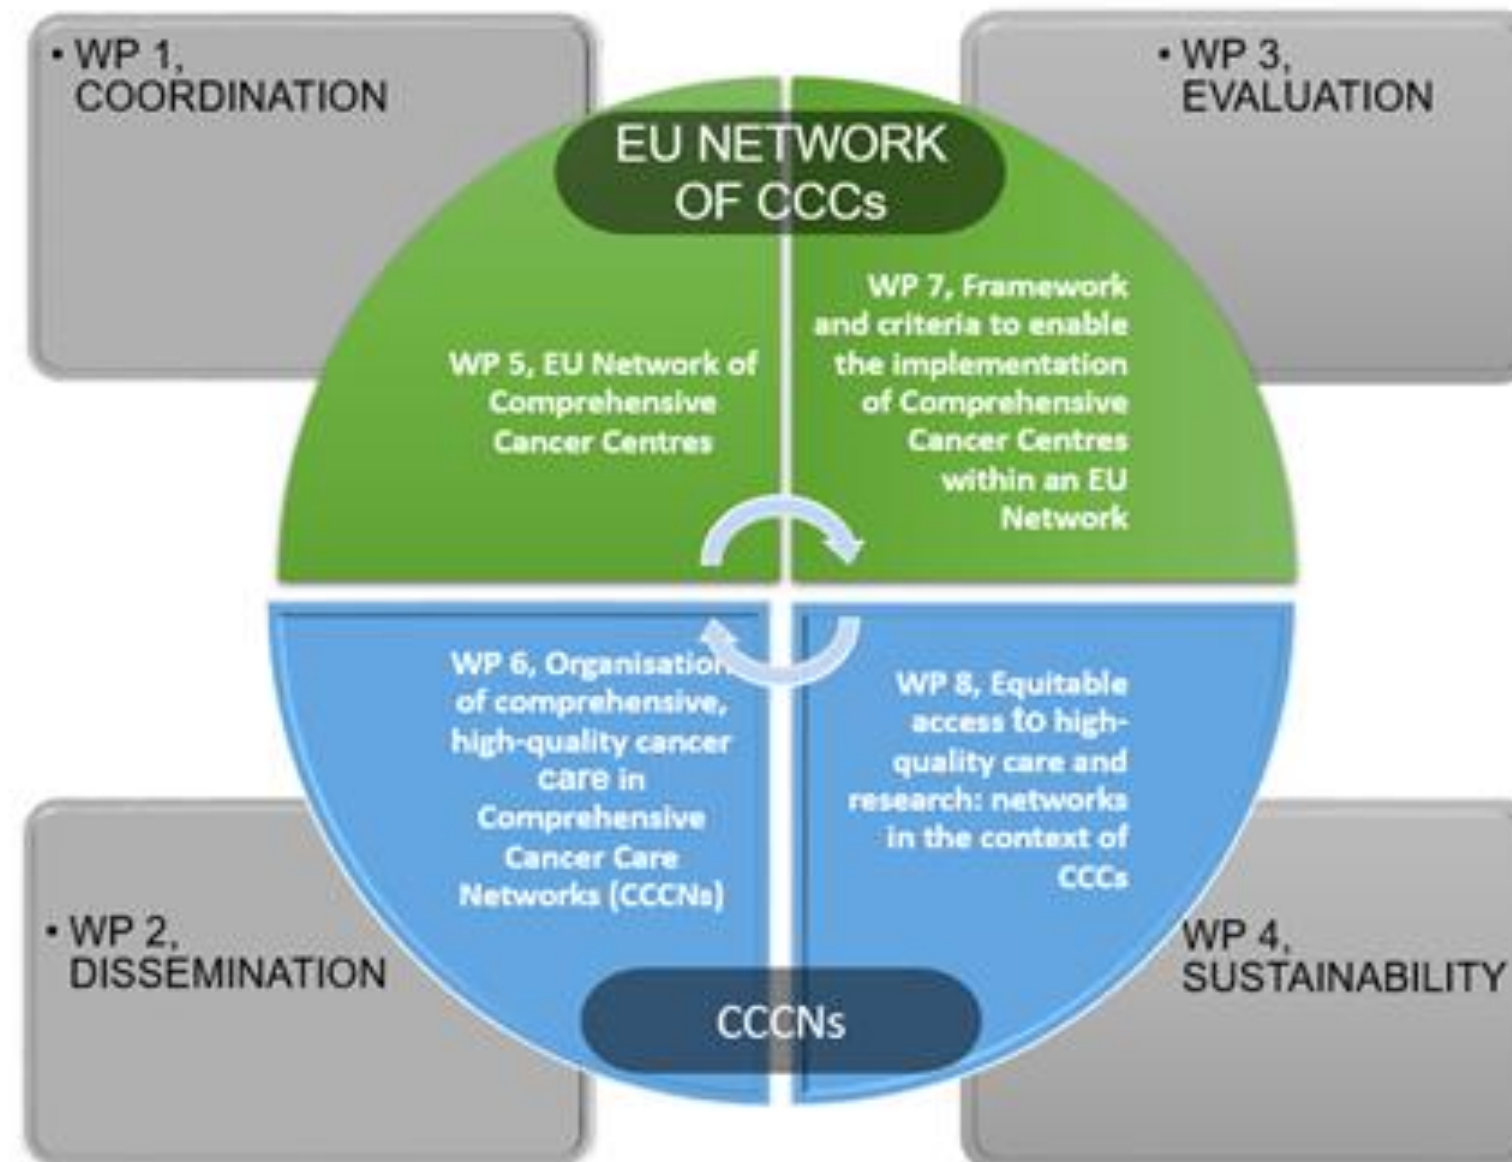 • WP 1,
COORDINATION
• WP 3,
EVALUATION
EU NETWORK
OF CCCs
WP 5, EU Network of
Comprehensive
Cancer Centres
WP 7, Framework
and criteria to enable
the implementation
of Comprehensive
Cancer Centres
within an EU
Network
WP 6, Organisation
of comprehensive,
high-quality cancer
care in
Comprehensive
Cancer Care
Networks (CCCNs)
WP 8, Equitable
access to high-
quality care and
research: networks
in the context of
CCCs
• WP 2,
DISSEMINATION
WP 4,
SUSTAINABILITY
CCCNs